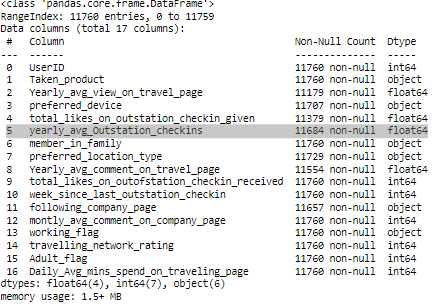 <class 'pandas.core.frame.DataFrame'>
RangeIndex: 11760 entries, 0 to 11759
Data columns (total 17 columns):
 #   Column                                     Non-Null Count  Dtype
---  ------                                     --------------  -----
 0   UserID                                     11760 non-null  int64
 1   Taken_product                              11760 non-null  object
 2   Yearly_avg_view_on_travel_page             11179 non-null  float64
 3   preferred_device                           11707 non-null  object
 4   total_likes_on_outstation_checkin_given    11379 non-null  float64
 5   yearly_avg_Outstation_checkins             11684 non-null  float64
 6   member_in_family                           11760 non-null  object
 7   preferred_location_type                    11729 non-null  object
 8   Yearly_avg_comment_on_travel_page          11554 non-null  float64
 9   total_likes_on_outofstation_checkin_received  11760 non-null  int64
 10  week_since_last_outstation_checkin         11760 non-null  int64
 11  following_company_page                     11657 non-null  object
 12  montly_avg_comment_on_company_page         11760 non-null  int64
 13  working_flag                               11760 non-null  object
 14  travelling_network_rating                  11760 non-null  int64
 15  Adult_flag                                 11760 non-null  int64
 16  Daily_Avg_mins_spend_on_traveling_page     11760 non-null  int64
dtypes: float64(4), int64(7), object(6)
memory usage: 1.5+ MB